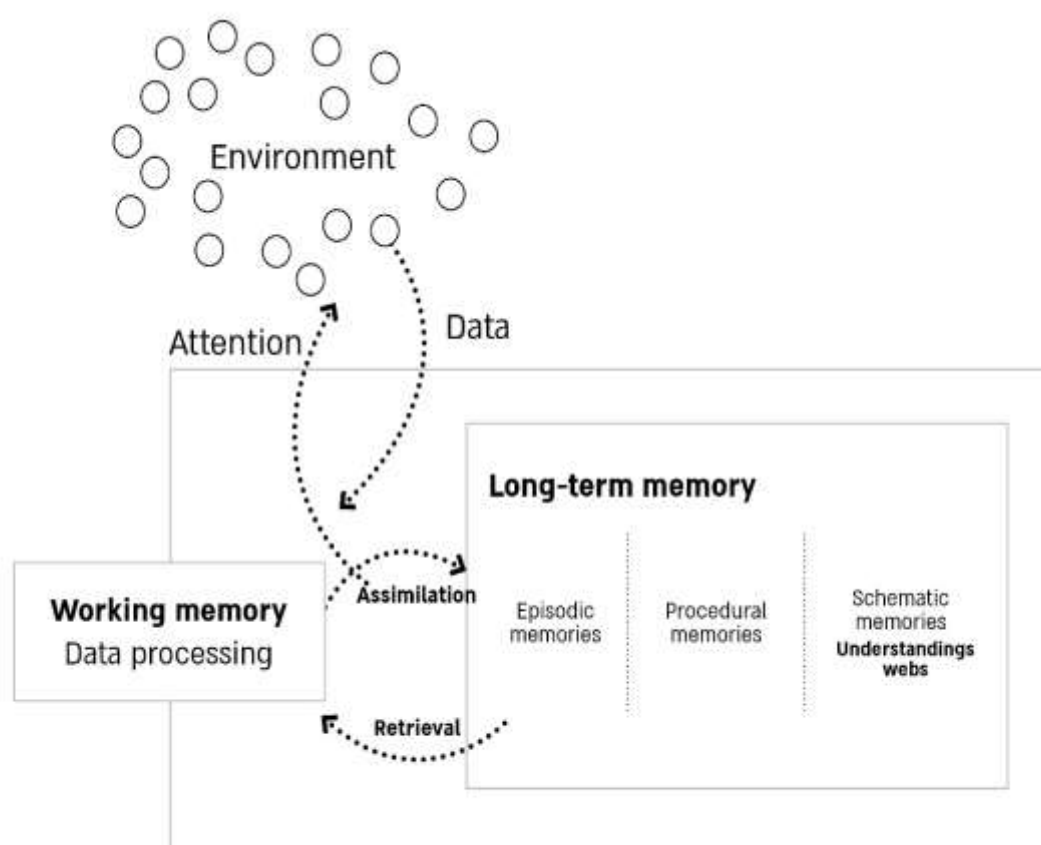 Environment
Attention
Data
Long-term memory
Working memory
Data processing
Assimilation
Episodic
memories
Procedural
memories
Schematic
memories
Understandings
webs
Retrieval